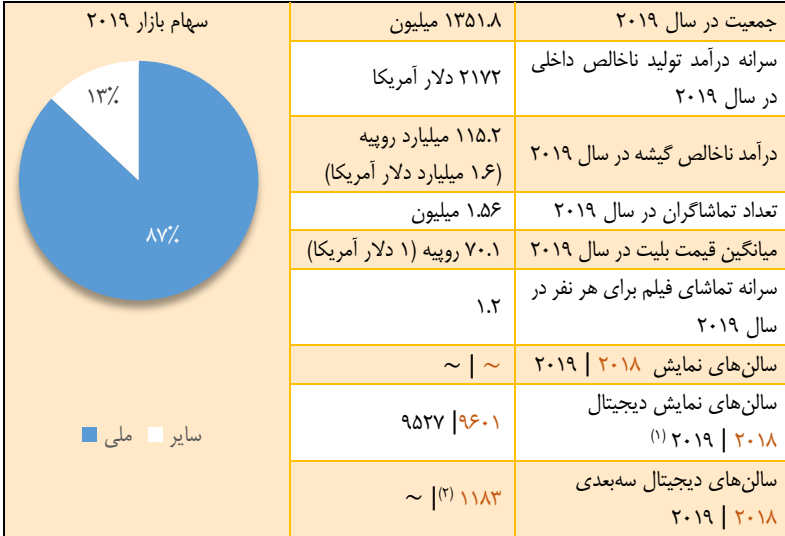 جمعیت در سال ۲۰۱۹
۱۳۵۱.۸ میلیون
سرانه درآمد تولید ناخالص داخلی
در سال ۲۰۱۹
۲۱۷۲ دلار آمریکا
درآمد ناخالص گیشه در سال ۲۰۱۹
۱۱۵.۲ میلیارد روپیه
(۱.۶ میلیارد دلار آمریکا)
تعداد تماشاگران در سال ۲۰۱۹
۱.۵۶ میلیون
میانگین قیمت بلیت در سال ۲۰۱۹
۷۰.۱ روپیه (۱ دلار آمریکا)
سرانه تماشای فیلم برای هر نفر در
سال ۲۰۱۹
۱.۲
سالن‌های نمایش ۲۰۱۸ | ۲۰۱۹
~ | ~
سالن‌های نمایش دیجیتال
۲۰۱۸ | ۲۰۱۹ (۱)
۹۶۰۱| ۹۵۲۷
سالن‌های دیجیتال سه‌بعدی
۲۰۱۸ | ۲۰۱۹
۱۱۸۳ (۲)| ~
سهام بازار ۲۰۱۹
۱۳٪
۸۷٪
سایر
ملی